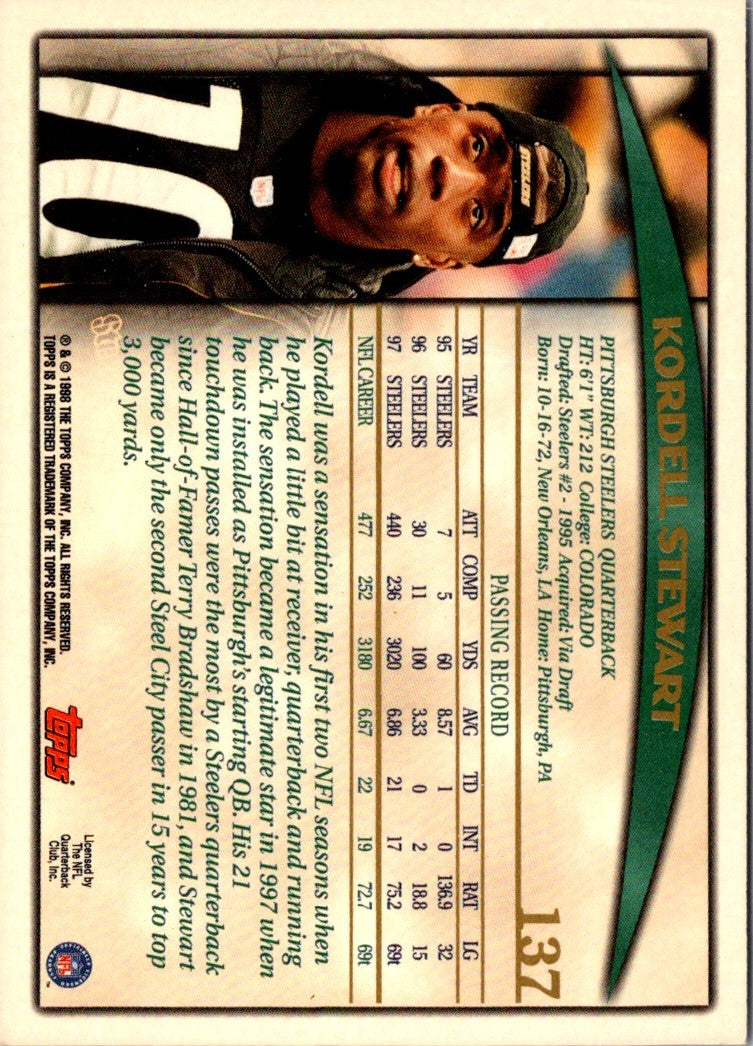 KORDELL STEWART
137
PITTSBURGH STEELERS QUARTERBACK
HT: 6'1" WT: 212 College: COLORADO
Drafted: Steelers #2 - 1995 Acquired: Via Draft
Born: 10-16-72, New Orleans, LA Home: Pittsburgh, PA
PASSING RECORD
YR TEAM ATT COMP YDS AVG TD INT RAT LG
95 STEELERS 7 5 60 8.57 1 0 136.9 32
96 STEELERS 30 11 100 3.33 0 2 18.8 15
97 STEELERS 440 236 3020 6.86 21 17 75.2 69t
NFL CAREER 477 252 3180 6.67 22 19 72.7 69t
Kordell was a sensation in his first two NFL seasons when
he played a little bit at receiver, quarterback and running
back. The sensation became a legitimate star in 1997 when
he was installed as Pittsburgh's starting QB. His 21
touchdown passes were the most by a Steelers quarterback
since Hall-of-Famer Terry Bradshaw in 1981, and Stewart
became only the second Steel City passer in 15 years to top
3,000 yards.
® & © 1998 THE TOPPS COMPANY, INC. ALL RIGHTS RESERVED.
TOPPS IS A REGISTERED TRADEMARK OF THE TOPPS COMPANY, INC.
topps
Licensed by
The NFL
Quarterback
Club, Inc.
NFL
™
STEELERS
NFL
10